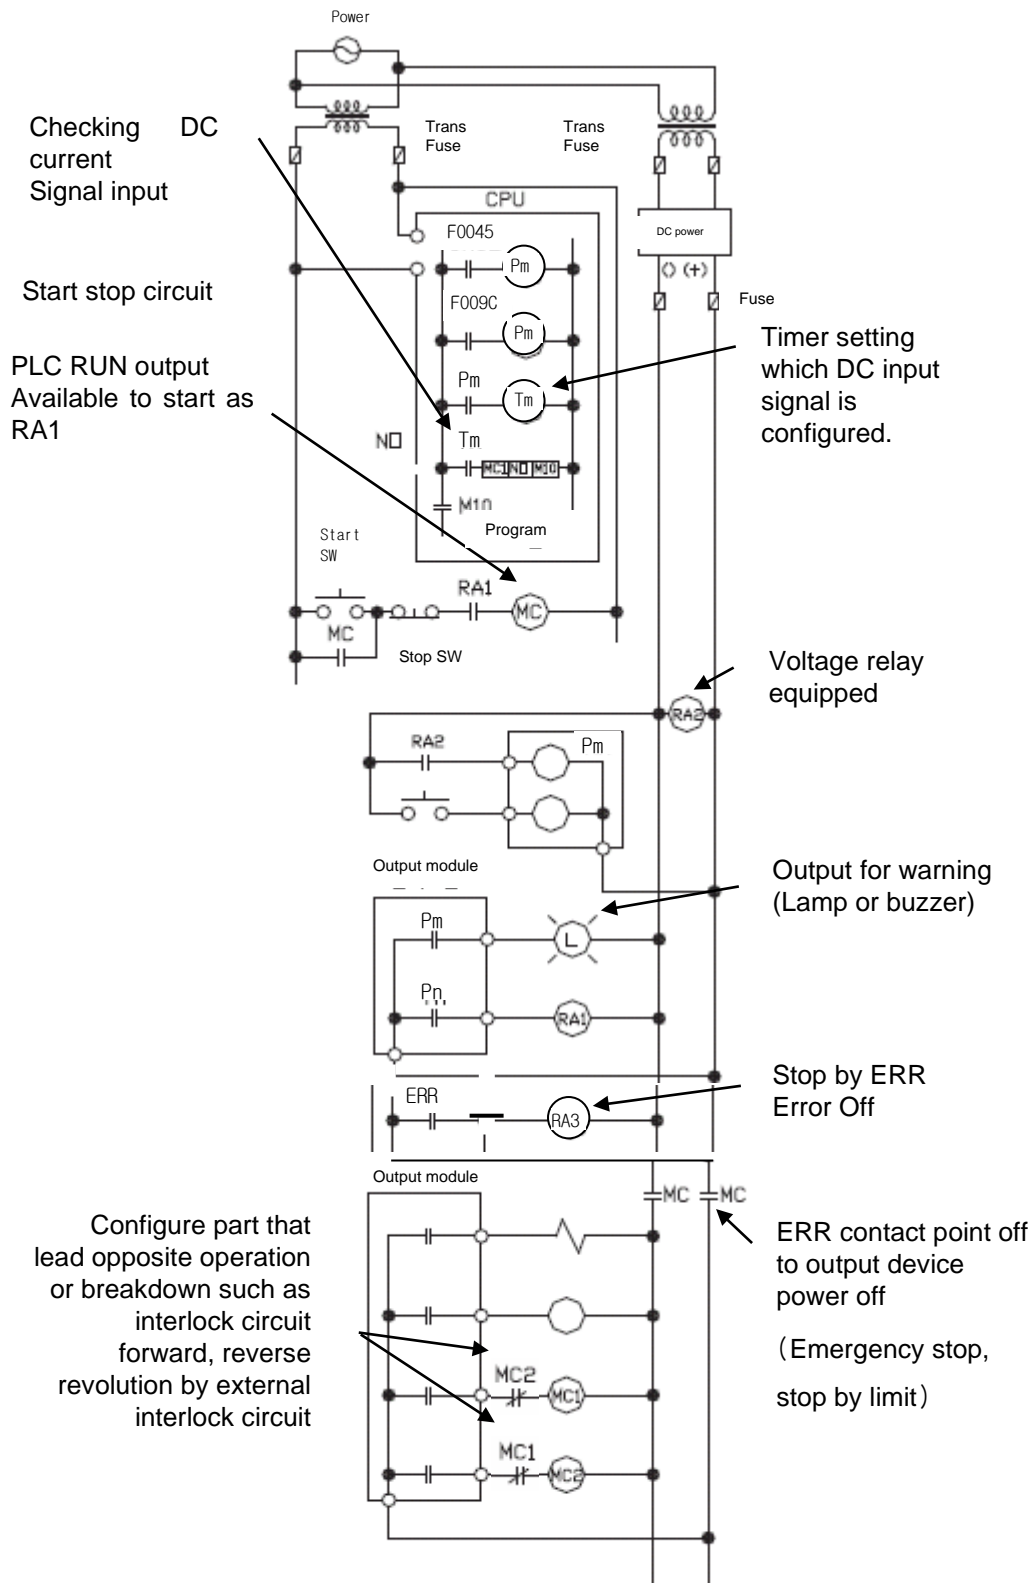 Power
Checking DC
current
Signal input
Trans
Fuse
Trans
Fuse
CPU
F0045
Pm
DC power
(-) (+)
Start stop circuit
Fuse
F009C
Pm
Timer setting
which DC input
signal is
configured.
PLC RUN output
Available to start as
RA1
Pm
Tm
NO
Tm
MC1 NO M10
M10
Program
Start
SW
RA1
MC
MC
Stop SW
Voltage relay
equipped
RA2
RA2
Pm
Output module
Output for warning
(Lamp or buzzer)
Pm
L
Pn
RA1
Stop by ERR
Error Off
ERR
RA3
Output module
MC
MC
Configure part that
lead opposite operation
or breakdown such as
interlock circuit
forward, reverse
revolution by external
interlock circuit
ERR contact point off
to output device
power off
(Emergency stop,
stop by limit)
MC2
MC1
MC1
MC2